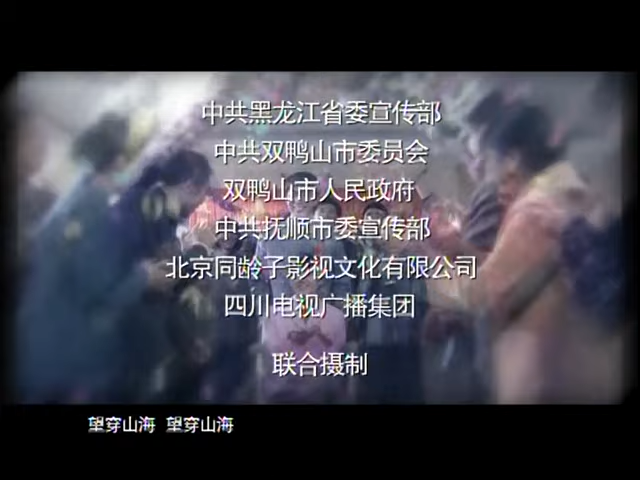 中共黑龙江省委宣传部
中共双鸭山市委员会
双鸭山市人民政府
中共抚顺市委宣传部
北京同龄子影视文化有限公司
四川电视广播集团
联合摄制
望穿山海 望穿山海